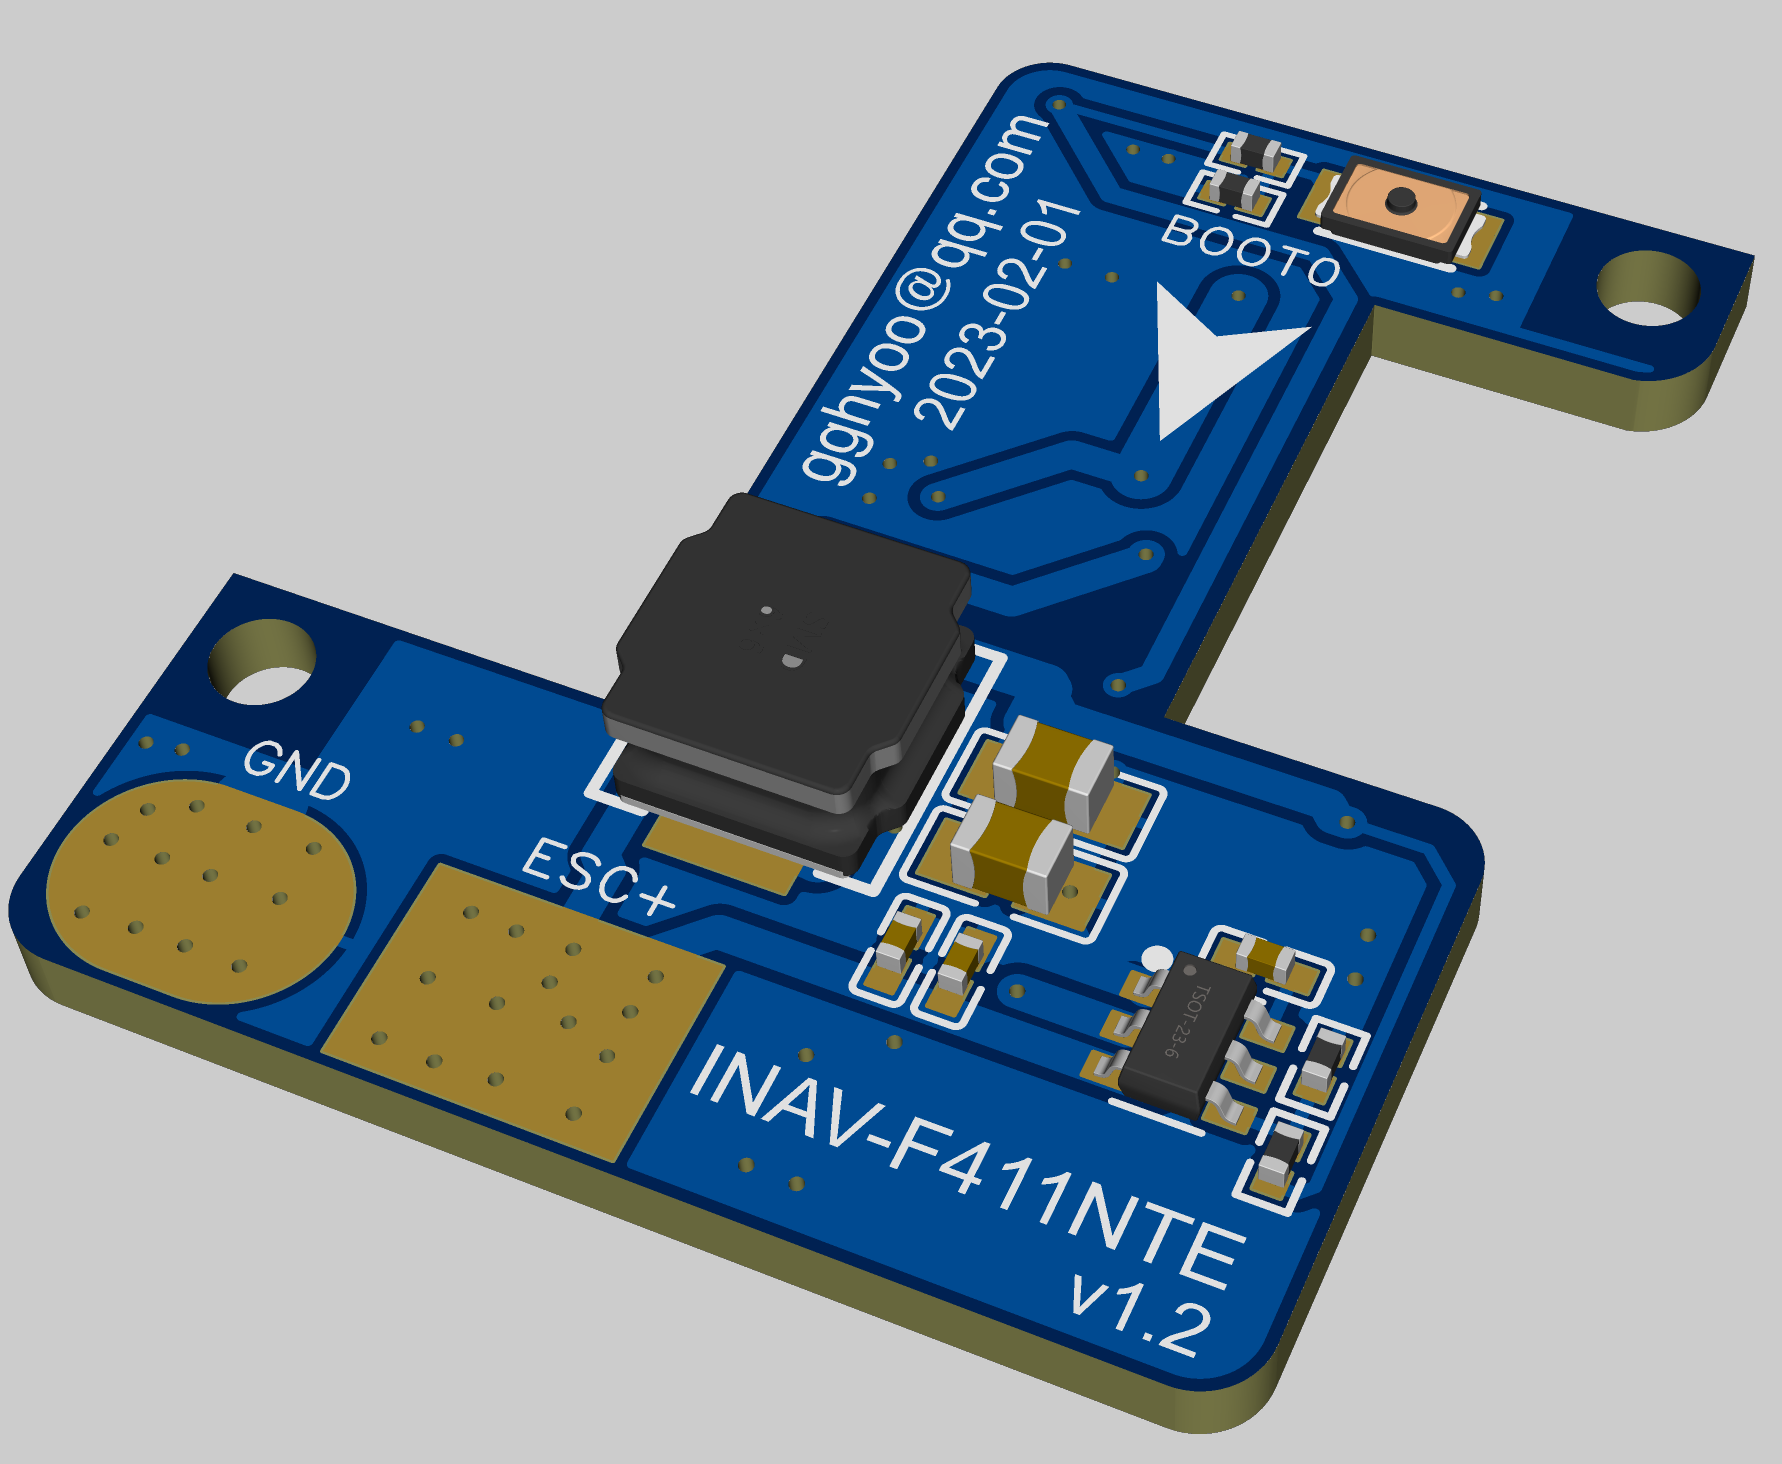 gghyoo@qq.com
2023-02-01
BOOT0
GND
ESC+
TSOT-23-6
INAV-F411NTE
v1.2